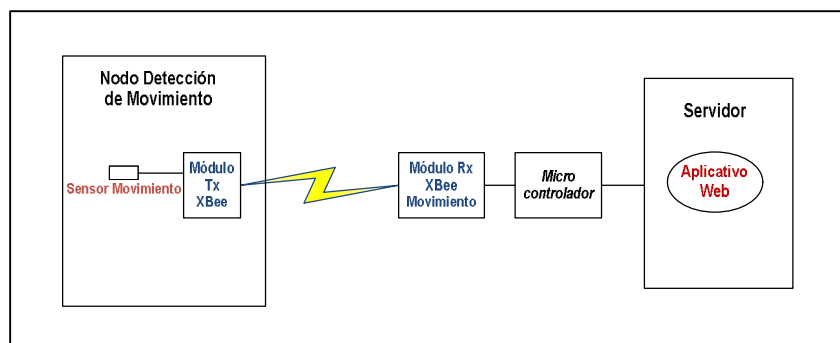 Nodo Detección
de Movimiento
Sensor Movimiento
Módulo
Tx
XBee
Módulo Rx
XBee
Movimiento
Micro
controlador
Servidor
Aplicativo
Web